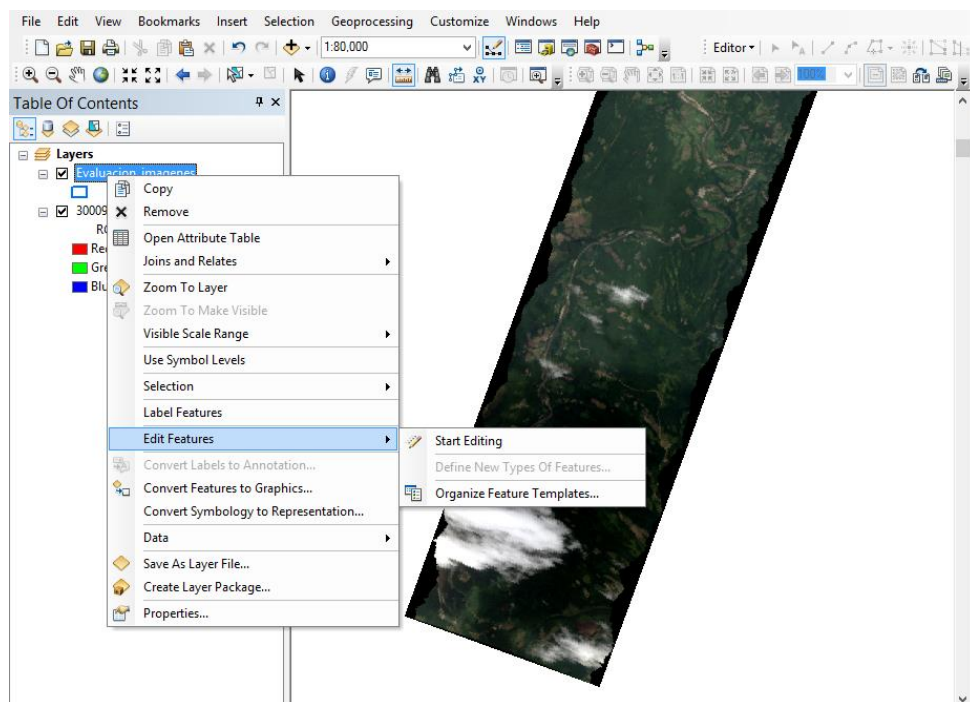 File Edit View Bookmarks Insert Selection Geoprocessing Customize Windows Help
1:80,000
Editor
100%
Table Of Contents
Layers
Evaluacion_imagenes
30009
Copy
Remove
Open Attribute Table
Joins and Relates
Zoom To Layer
Zoom To Make Visible
Visible Scale Range
Use Symbol Levels
Selection
Label Features
Edit Features
Convert Labels to Annotation...
Convert Features to Graphics...
Convert Symbology to Representation...
Data
Save As Layer File...
Create Layer Package...
Properties...
Start Editing
Define New Types Of Features...
Organize Feature Templates...